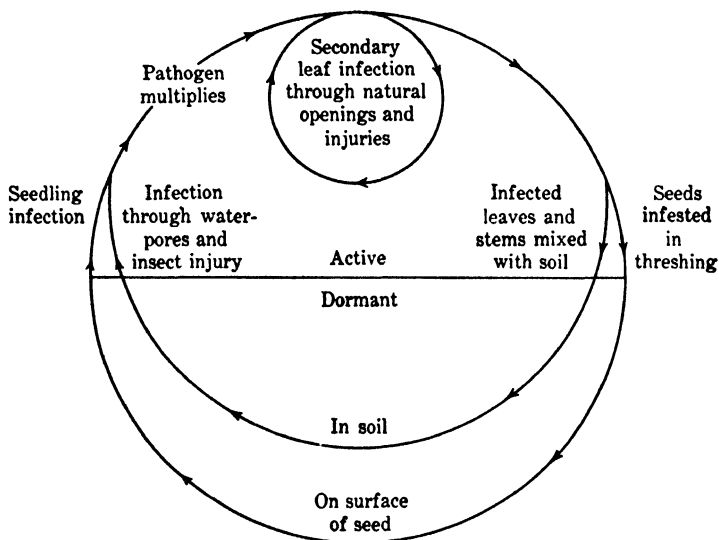 Secondary
leaf infection
through natural
openings and
injuries
Pathogen
multiplies
Seedling
infection
Infection
through water-
pores and
insect injury
Infected
leaves and
stems mixed
with soil
Seeds
infested
in
threshing
Active
Dormant
In soil
On surface
of seed